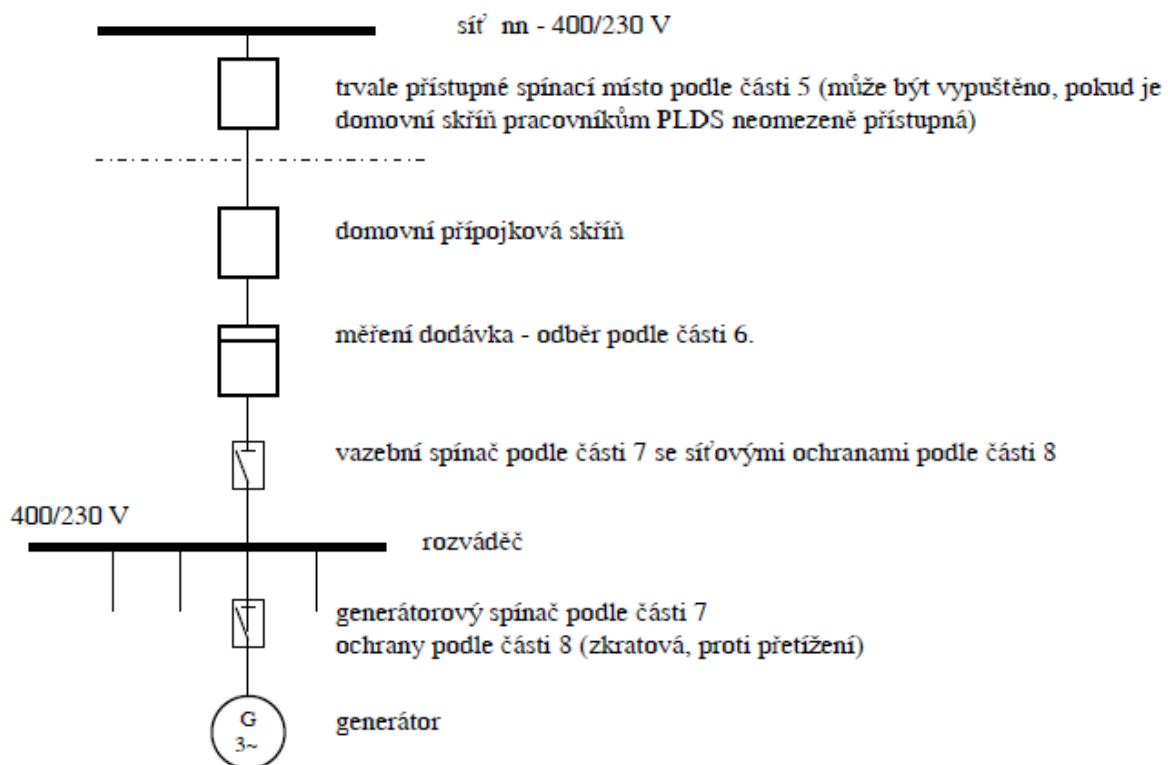 síť nn - 400/230 V
trvale přístupné spínací místo podle části 5 (může být vypuštěno, pokud je
domovní skříň pracovníkům PLDS neomezeně přístupná)
domovní přípojková skříň
měření dodávka - odběr podle části 6.
vazební spínač podle části 7 se síťovými ochranami podle části 8
400/230 V
rozváděč
generátorový spínač podle části 7
ochrany podle části 8 (zkratová, proti přetížení)
G
3~
generátor